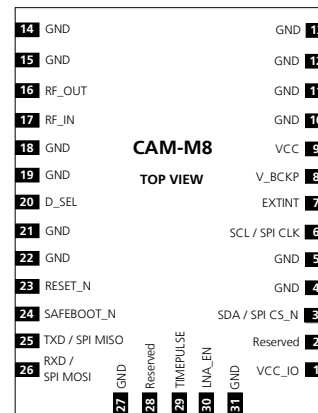 14 GND GND 13
15 GND GND 12
16 RF_OUT GND 11
17 RF_IN GND 10
18 GND CAM-M8 VCC 9
19 GND TOP VIEW V_BCKP 8
20 D_SEL EXTINT 7
21 GND SCL / SPI CLK 6
22 GND GND 5
23 RESET_N GND 4
24 SAFEBOOT_N SDA / SPI CS_N 3
25 TXD / SPI MISO Reserved 2
26 RXD /
SPI MOSI VCC_IO 1
GND Reserved TIMEPULSE LNA_EN GND
27 28 29 30 31